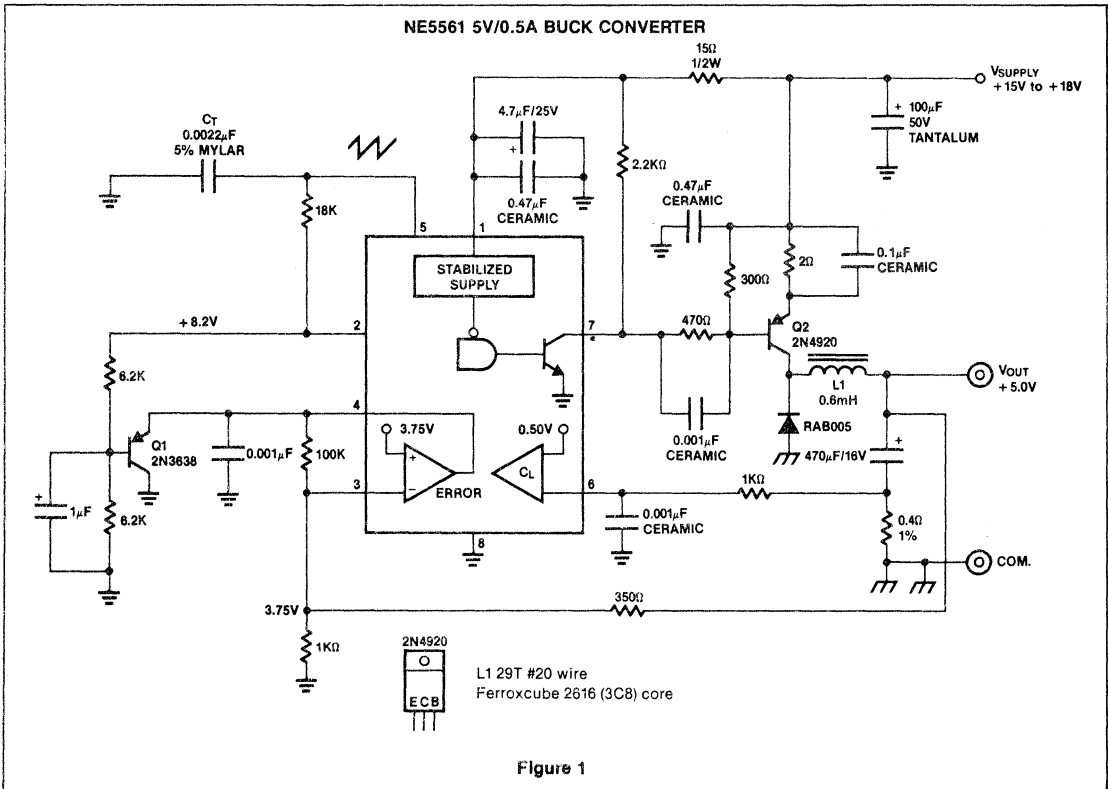 NE5561 5V/0.5A BUCK CONVERTER
15Ω
1/2W
VSUPPLY
+15V to +18V
4.7μF/25V
+
+
100μF
50V
TANTALUM
CT
0.0022μF
5% MYLAR
2.2KΩ
0.47μF
CERAMIC
0.47μF
CERAMIC
18K
5
1
0.1μF
CERAMIC
2Ω
300Ω
STABILIZED
SUPPLY
+8.2V
2
7
470Ω
Q2
2N4920
VOUT
+5.0V
L1
0.6mH
6.2K
4
3.75V
0.50V
RAB005
0.001μF
CERAMIC
+
470μF/16V
Q1
2N3638
0.001μF
100K
+
−
ERROR
CL
3
6
1KΩ
+
1μF
6.2K
0.001μF
CERAMIC
0.4Ω
1%
8
COM.
3.75V
350Ω
1KΩ
2N4920
E C B
L1 29T #20 wire
Ferroxcube 2616 (3C8) core
Figure 1